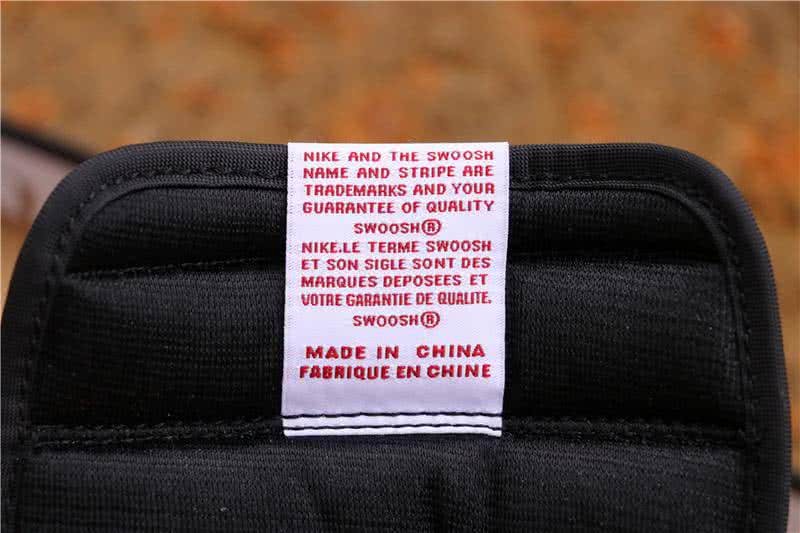 NIKE AND THE SWOOSH
NAME AND STRIPE ARE
TRADEMARKS AND YOUR
GUARANTEE OF QUALITY
SWOOSH®
NIKE.LE TERME SWOOSH
ET SON SIGLE SONT DES
MARQUES DEPOSEES ET
VOTRE GARANTIE DE QUALITE.
SWOOSH®
MADE IN CHINA
FABRIQUE EN CHINE